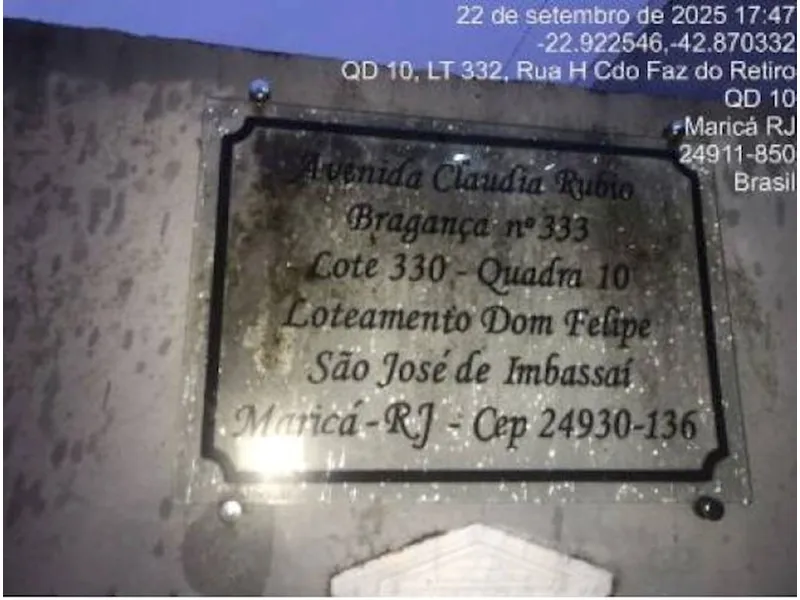 22 de setembro de 2025 17:47
-22.922546,-42.870332
QD 10, LT 332, Rua H Cdo Faz do Retiro
QD 10
Maricá RJ
24911-850
Brasil
Avenida Claudia Rubio
Bragança nº 333
Lote 330 - Quadra 10
Loteamento Dom Felipe
São José de Imbassaí
Maricá-RJ - Cep 24930-136